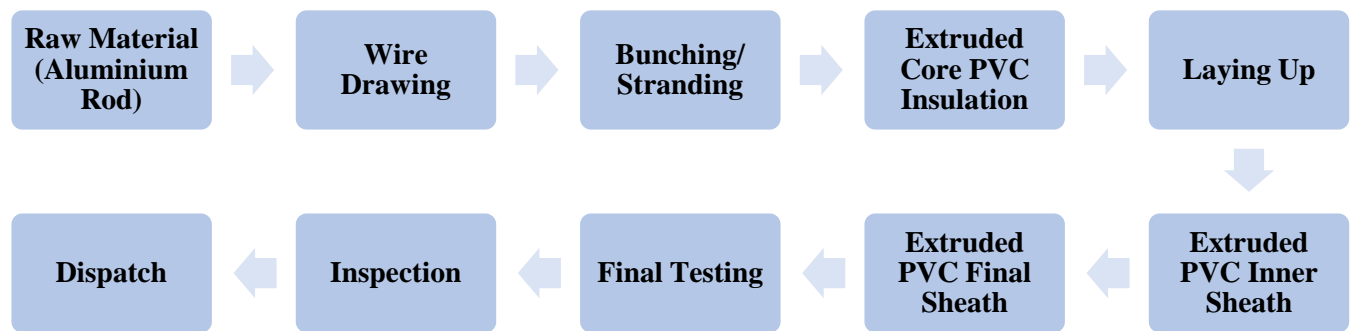 Raw Material
(Aluminium
Rod)
Wire
Drawing
Bunching/
Stranding
Extruded
Core PVC
Insulation
Laying Up
Extruded
PVC Inner
Sheath
Extruded
PVC Final
Sheath
Final Testing
Inspection
Dispatch